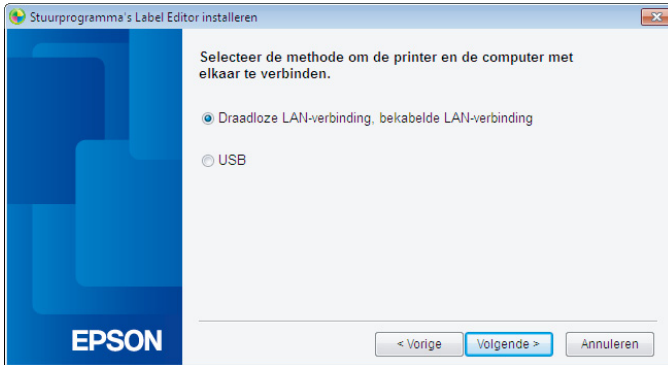 Stuurprogramma's Label Editor installeren
Selecteer de methode om de printer en de computer met
elkaar te verbinden.
Draadloze LAN-verbinding, bekabelde LAN-verbinding
USB
EPSON
< Vorige
Volgende >
Annuleren